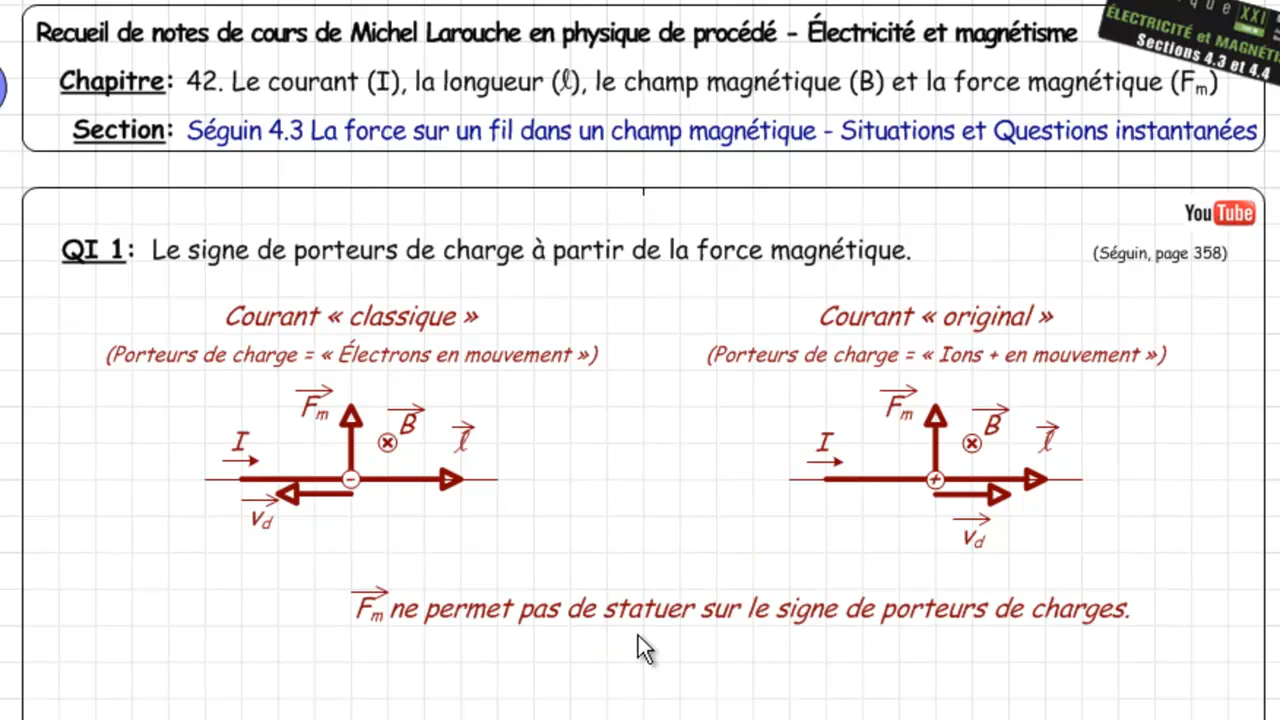 Recueil de notes de cours de Michel Larouche en physique de procédé - Électricité et magnétisme
XXI
ÉLECTRICITÉ et MAGNÉTI
Sections 4.3 et 4.4
Chapitre: 42. Le courant (I), la longueur (ℓ), le champ magnétique (B) et la force magnétique (Fm)
Section: Séguin 4.3 La force sur un fil dans un champ magnétique - Situations et Questions instantanées
YouTube
QI 1: Le signe de porteurs de charge à partir de la force magnétique. (Séguin, page 358)
Courant « classique » Courant « original »
(Porteurs de charge = « Électrons en mouvement ») (Porteurs de charge = « Ions + en mouvement »)
Fm B Fm B
I ℓ I ℓ
- +
vd vd
Fm ne permet pas de statuer sur le signe de porteurs de charges.